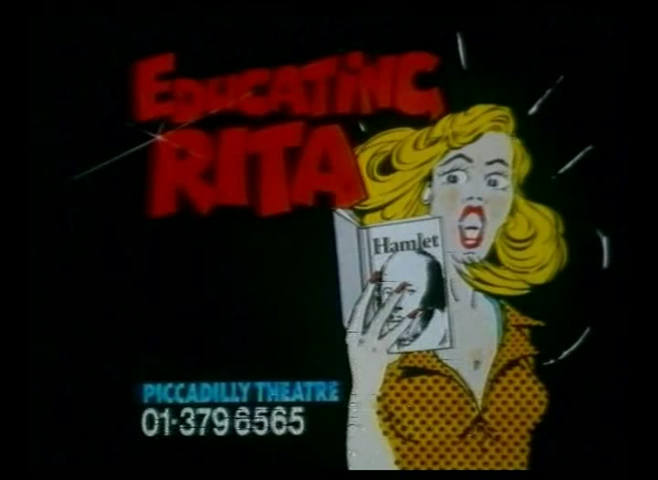 EDUCATING
RITA
Hamlet
PICCADILLY THEATRE
01-379 6565